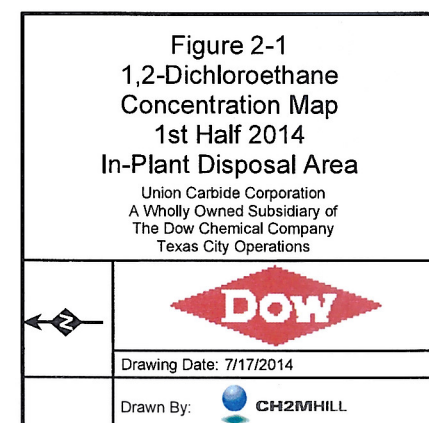 Figure 2-1
1,2-Dichloroethane
Concentration Map
1st Half 2014
In-Plant Disposal Area
Union Carbide Corporation
A Wholly Owned Subsidiary of
The Dow Chemical Company
Texas City Operations
N
DOW
Drawing Date: 7/17/2014
Drawn By: CH2MHILL